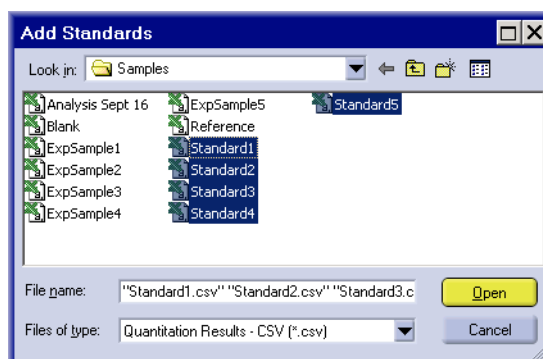 Add Standards
Look in: Samples
Analysis Sept 16
Blank
ExpSample1
ExpSample2
ExpSample3
ExpSample4
ExpSample5
Reference
Standard1
Standard2
Standard3
Standard4
Standard5
File name: "Standard1.csv" "Standard2.csv" "Standard3.c
Open
Files of type: Quantitation Results - CSV (*.csv)
Cancel